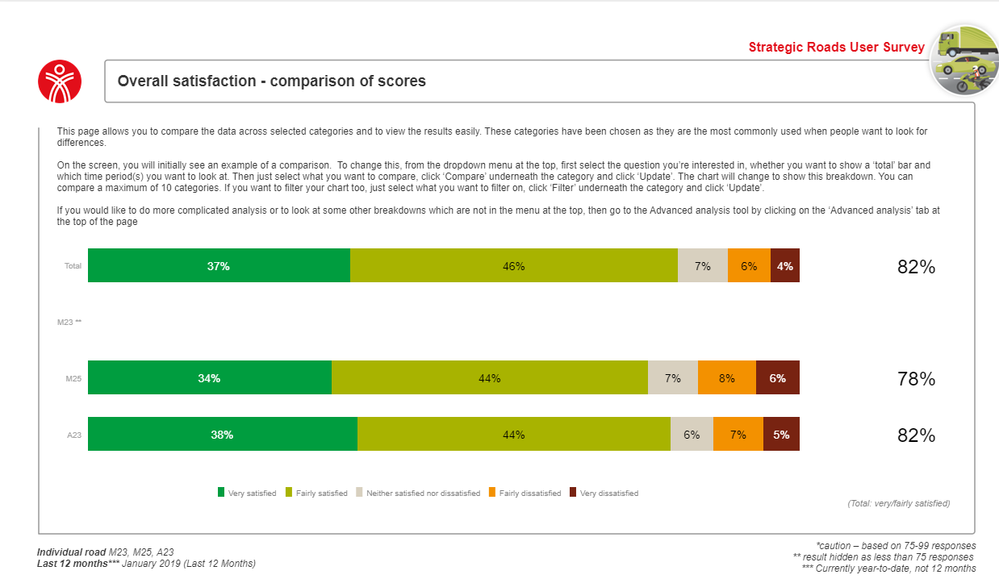 Strategic Roads User Survey
Overall satisfaction - comparison of scores
This page allows you to compare the data across selected categories and to view the results easily. These categories have been chosen as they are the most commonly used when people want to look for
differences.
On the screen, you will initially see an example of a comparison.  To change this, from the dropdown menu at the top, first select the question you’re interested in, whether you want to show a ‘total’ bar and
which time period(s) you want to look at. Then just select what you want to compare, click ‘Compare’ underneath the category and click ‘Update’. The chart will change to show this breakdown. You can
compare a maximum of 10 categories. If you want to filter your chart too, just select what you want to filter on, click ‘Filter’ underneath the category and click ‘Update’.
If you would like to do more complicated analysis or to look at some other breakdowns which are not in the menu at the top, then go to the Advanced analysis tool by clicking on the ‘Advanced analysis’ tab at
the top of the page
Total 37% 46% 7% 6% 4% 82%
M23 **
M25 34% 44% 7% 8% 6% 78%
A23 38% 44% 6% 7% 5% 82%
Very satisfied Fairly satisfied Neither satisfied nor dissatisfied Fairly dissatisfied Very dissatisfied
(Total: very/fairly satisfied)
Individual road M23, M25, A23
Last 12 months*** January 2019 (Last 12 Months)
*caution – based on 75-99 responses
** result hidden as less than 75 responses
*** Currently year-to-date, not 12 months